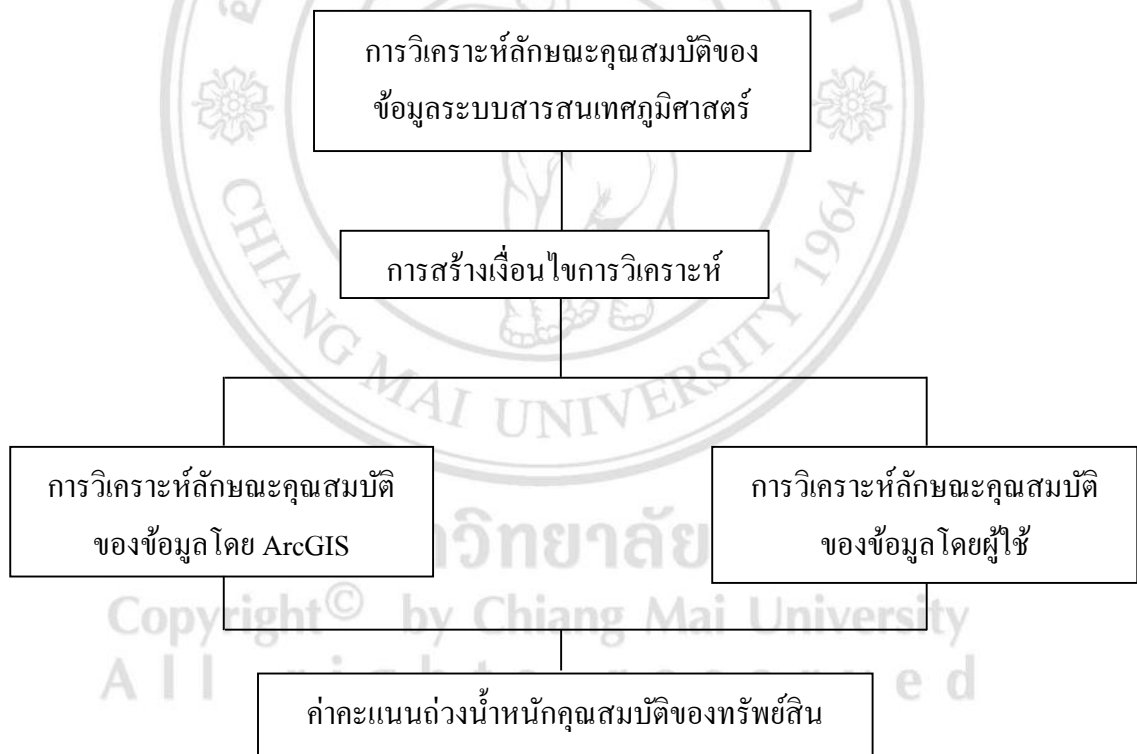 การวิเคราะห์ลักษณะคุณสมบัติของ
ข้อมูลระบบสารสนเทศภูมิศาสตร์
การสร้างเงื่อนไขการวิเคราะห์
CHIANG MAI UNIVERSITY 1964
การวิเคราะห์ลักษณะคุณสมบัติ
ของข้อมูลโดย ArcGIS
การวิเคราะห์ลักษณะคุณสมบัติ
ของข้อมูลโดยผู้ใช้
Copyright© by Chiang Mai University
ค่าคะแนนถ่วงน้ำหนักคุณสมบัติของทรัพย์สิน